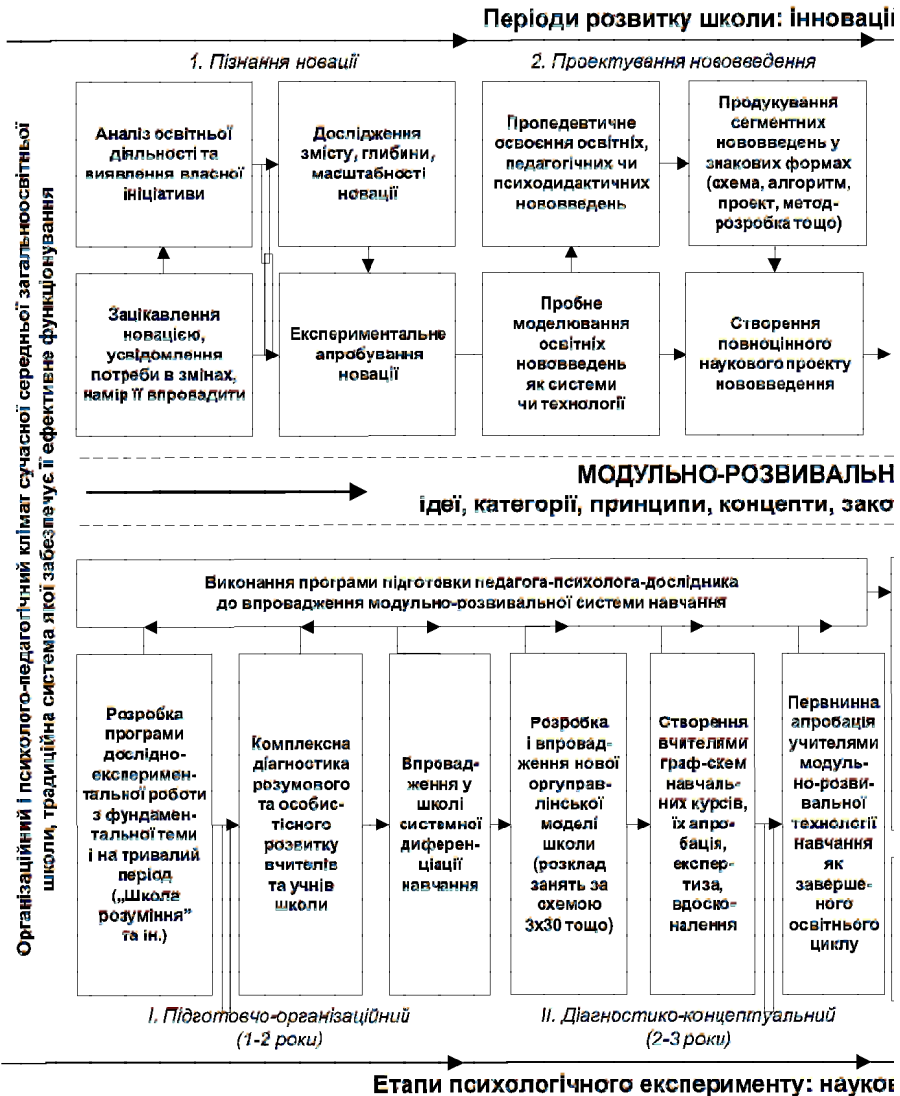 Періоди розвитку школи: інноваці
1. Пізнання новації
2. Проектування нововведення
Організаційний і психолого-педагогічний клімат сучасної середньої загальноосвітньої
школи, традиційна система якої забезпечує її ефективне функціонування
Аналіз освітньої
діяльності та
виявлення власної
ініціативи
Дослідження
змісту, глибини,
масштабності
новації
Пропедевтичне
освоєння освітніх,
педагогічних чи
психодидактичних
нововведень
Продукування
сегментних
нововведень у
знакових формах
(схема, алгоритм,
проект, метод-
розробка тощо)
Зацікавлення
новацією,
усвідомлення
потреби в змінах,
намір її впровадити
Експериментальне
апробування
новації
Пробне
моделювання
освітніх
нововведень
як системи
чи технології
Створення
повноцінного
наукового проекту
нововведення
МОДУЛЬНО-РОЗВИВАЛЬН
ідеї, категорії, принципи, концепти, зако
Виконання програми підготовки педагога-психолога-дослідника
до впровадження модульно-розвивальної системи навчання
Розробка
програми
дослідно-
експеримен-
тальної роботи
з фундамен-
тальної теми
і на тривалий
період
(„Школа
розуміння”
та ін.)
Комплексна
діагностика
розумового
та особис-
тісного
розвитку
вчителів
та учнів
школи
Впровад-
ження у
школі
системної
диферен-
ціації
навчання
Розробка
і впровад-
ження нової
оргуправ-
лінської
моделі
школи
(розклад
занять за
схемою
3х30 тощо)
Створення
вчителями
граф-схем
навчаль-
них курсів,
їх апро-
бація,
експер-
тиза,
вдоско-
налення
Первнинна
апробація
учителями
модуль-
но-розви-
вальної
технології
навчання
як
заверше-
ного
освітнього
циклу
І. Підготовчо-організаційний
(1-2 роки)
ІІ. Діагностико-концептуальний
(2-3 роки)
Етапи психологічного експерименту: науков